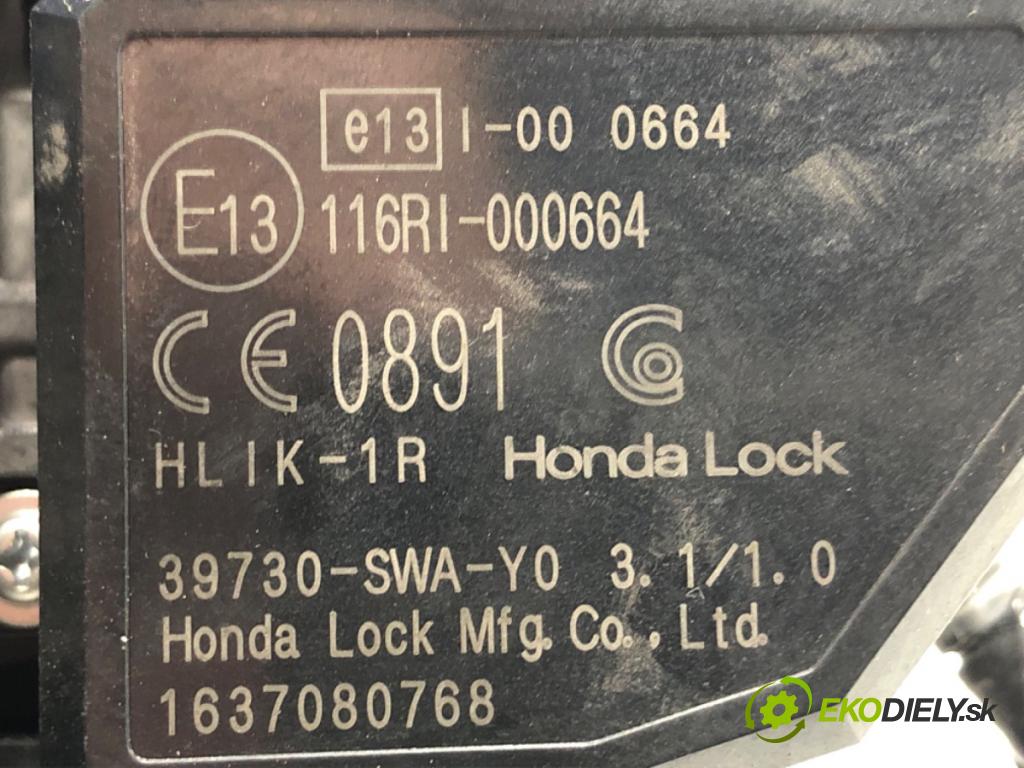 e13 I-00 0664
E13 116RI-000664
CE 0891
HLIK-1R Honda Lock
39730-SWA-Y0 3.1/1.0
Honda Lock Mfg.Co.,Ltd.
1637080768
EKODIELY.sk